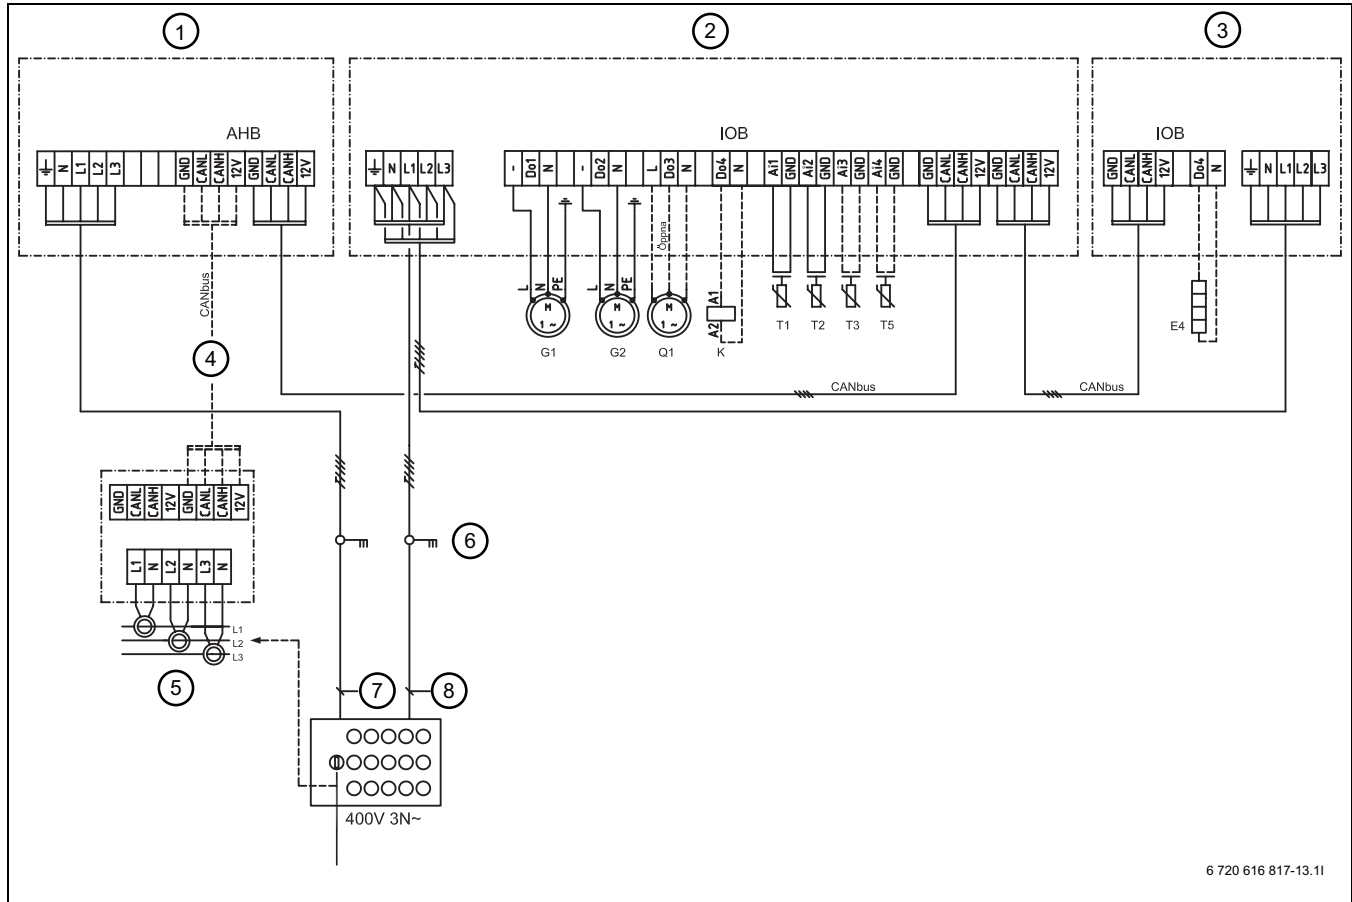 1
2
3
AHB
IOB
IOB
N L1 L2 L3
GND CANL CANH 12V GND CANL CANH 12V
N L1 L2 L3
- Do1 N - Do2 N L Do3 N Do4 N Ai1 GND Ai2 GND Ai3 GND Ai4 GND GND CANL CANH 12V GND CANL CANH 12V
GND CANL CANH 12V Do4 N
N L1 L2 L3
CANbus
Öppna
L N PE
L N PE
M 1 ~
M 1 ~
M 1 ~
A1
A2
G1
G2
Q1
K
T1
T2
T3
T5
E4
4
CANbus
CANbus
GND CANL CANH 12V GND CANL CANH 12V
L1 N L2 N L3 N
6
L1
L2
L3
5
7
8
400V 3N~
6 720 616 817-13.1I